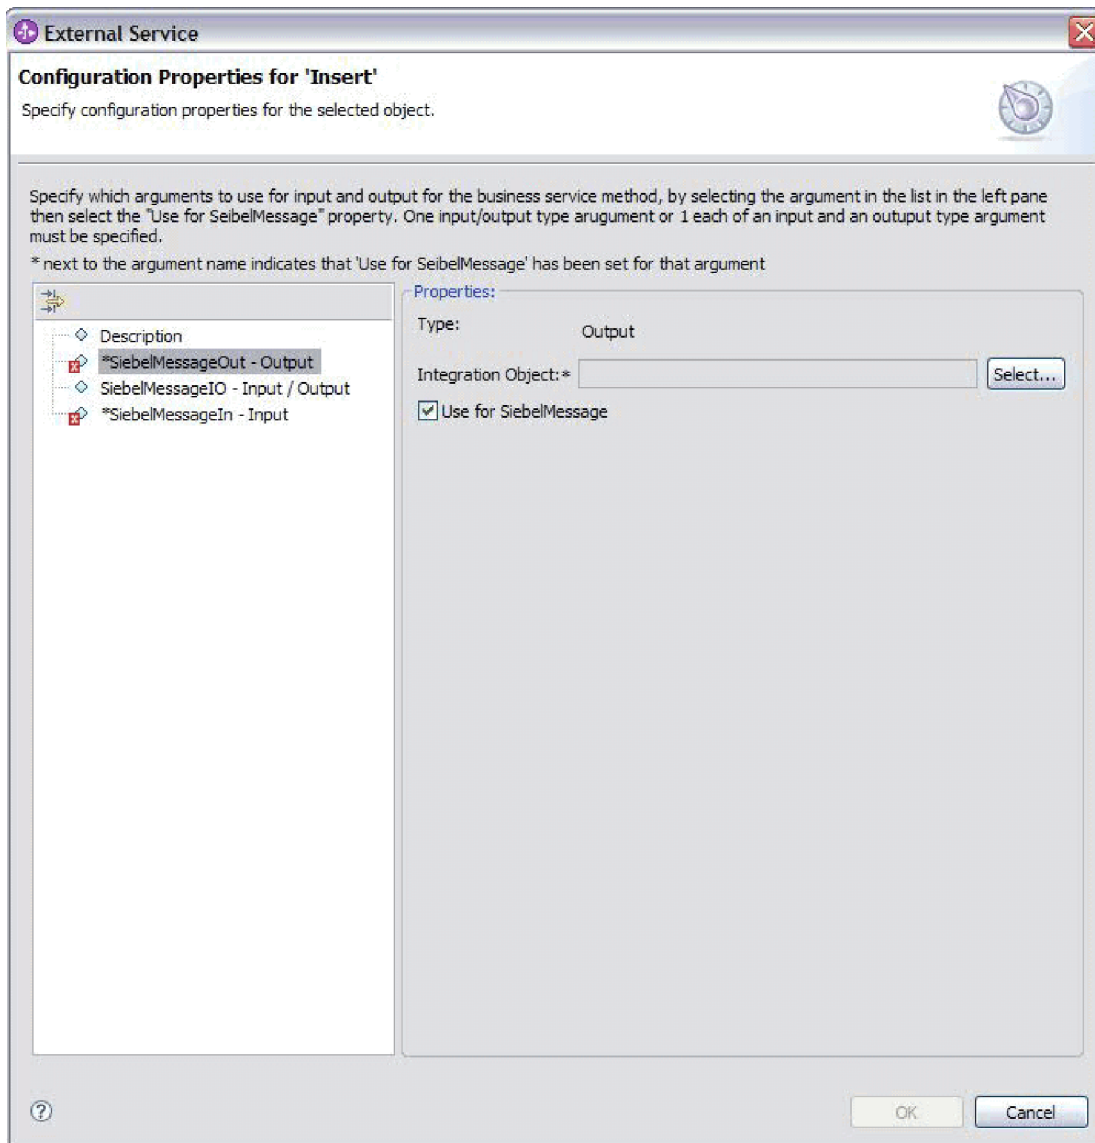 External Service
Configuration Properties for 'Insert'
Specify configuration properties for the selected object.
Specify which arguments to use for input and output for the business service method, by selecting the argument in the list in the left pane
then select the "Use for SeibelMessage" property. One input/output type arugument or 1 each of an input and an outuput type argument
must be specified.
* next to the argument name indicates that 'Use for SeibelMessage' has been set for that argument
Properties:
Description
*SiebelMessageOut - Output
SiebelMessageIO - Input / Output
*SiebelMessageIn - Input
Type: Output
Integration Object:* Select...
Use for SiebelMessage
OK Cancel